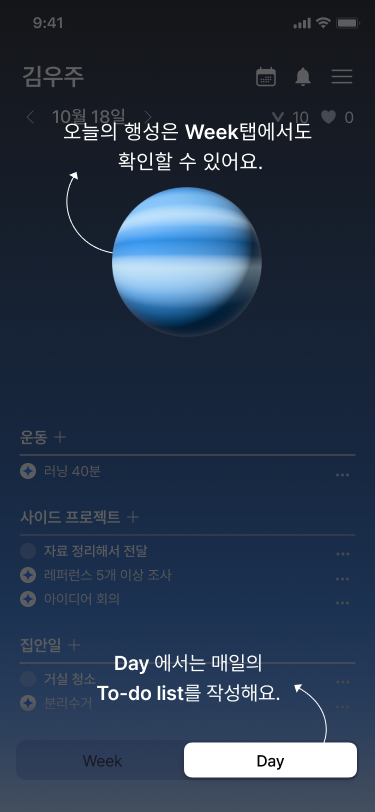 9:41
김우주
10월 18일
10
0
오늘의 행성은 Week탭에서도
확인할 수 있어요.
운동 +
러닝 40분
사이드 프로젝트 +
자료 정리해서 전달
레퍼런스 5개 이상 조사
아이디어 회의
집안일 +
거실 청소
분리수거
Day 에서는 매일의
To-do list를 작성해요.
Week
Day